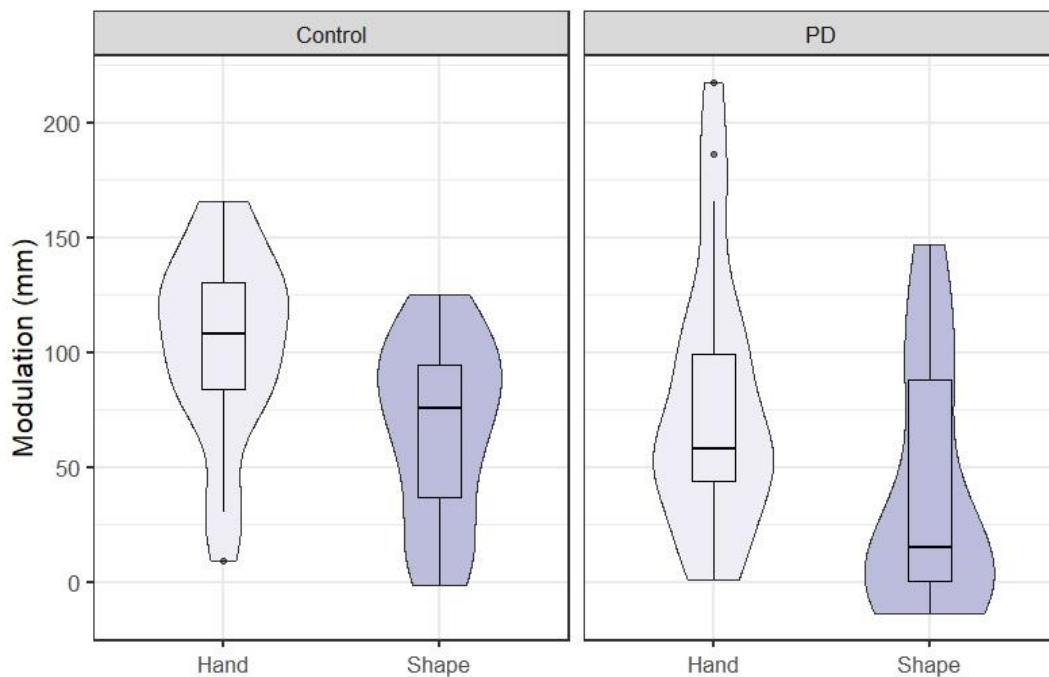 Control
PD
Modulation (mm)
200
150
100
50
0
Hand
Shape
Hand
Shape